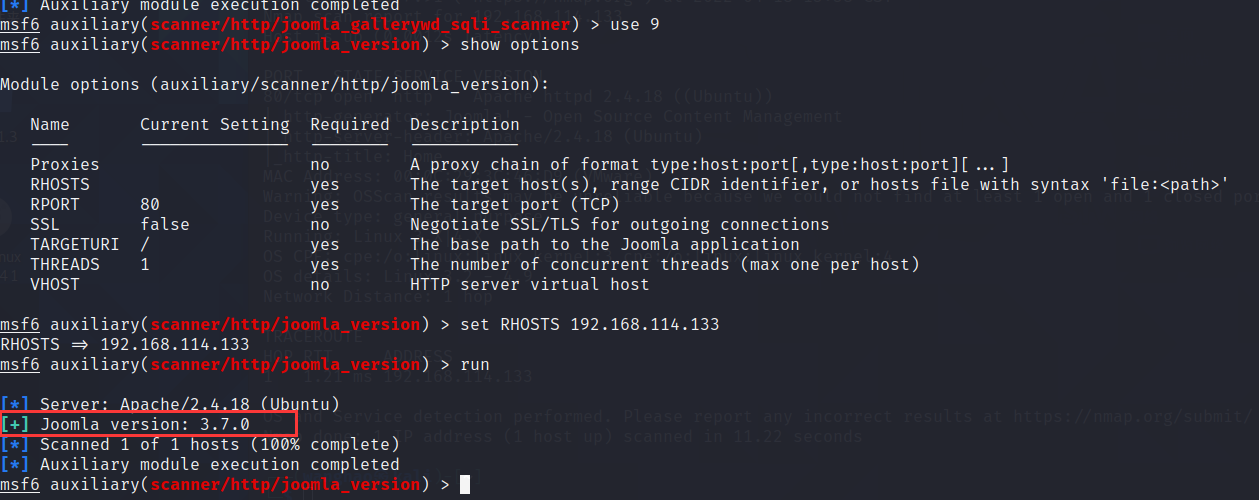 [*] Auxiliary module execution completed
msf6 auxiliary(scanner/http/joomla_gallerywd_sqli_scanner) > use 9
msf6 auxiliary(scanner/http/joomla_version) > show options
Module options (auxiliary/scanner/http/joomla_version):
Name Current Setting Required Description
Proxies no A proxy chain of format type:host:port[,type:host:port][...]
RHOSTS yes The target host(s), range CIDR identifier, or hosts file with syntax 'file:<path>'
RPORT 80 yes The target port (TCP)
SSL false no Negotiate SSL/TLS for outgoing connections
TARGETURI / yes The base path to the Joomla application
THREADS 1 yes The number of concurrent threads (max one per host)
VHOST no HTTP server virtual host
msf6 auxiliary(scanner/http/joomla_version) > set RHOSTS 192.168.114.133
RHOSTS => 192.168.114.133
msf6 auxiliary(scanner/http/joomla_version) > run
[*] Server: Apache/2.4.18 (Ubuntu)
[+] Joomla version: 3.7.0
[*] Scanned 1 of 1 hosts (100% complete)
[*] Auxiliary module execution completed
msf6 auxiliary(scanner/http/joomla_version) >